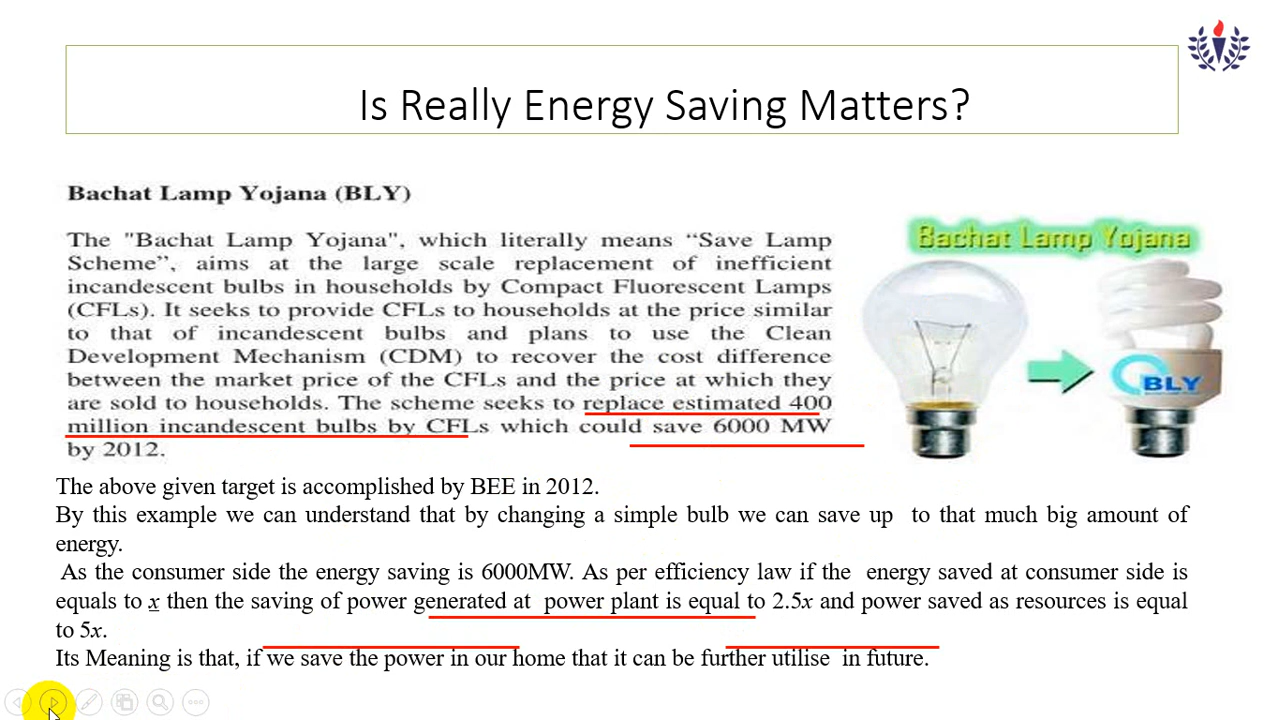 Is Really Energy Saving Matters?
Bachat Lamp Yojana (BLY)
The "Bachat Lamp Yojana", which literally means “Save Lamp
Scheme”, aims at the large scale replacement of inefficient
incandescent bulbs in households by Compact Fluorescent Lamps
(CFLs). It seeks to provide CFLs to households at the price similar
to that of incandescent bulbs and plans to use the Clean
Development Mechanism (CDM) to recover the cost difference
between the market price of the CFLs and the price at which they
are sold to households. The scheme seeks to replace estimated 400
million incandescent bulbs by CFLs which could save 6000 MW
by 2012.
Bachat Lamp Yojana
BLY
The above given target is accomplished by BEE in 2012.
By this example we can understand that by changing a simple bulb we can save up to that much big amount of
energy.
As the consumer side the energy saving is 6000MW. As per efficiency law if the energy saved at consumer side is
equals to x then the saving of power generated at power plant is equal to 2.5x and power saved as resources is equal
to 5x.
Its Meaning is that, if we save the power in our home that it can be further utilise in future.